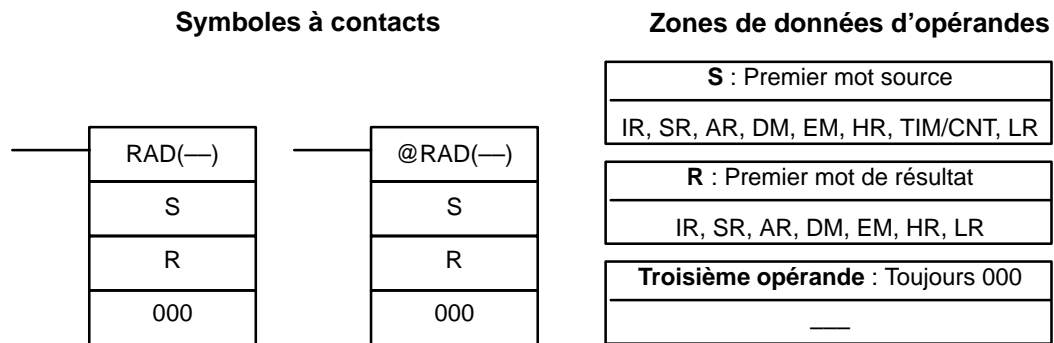 Symboles à contacts
RAD(—)
S
R
000
@RAD(—)
S
R
000
Zones de données d’opérandes
S : Premier mot source
IR, SR, AR, DM, EM, HR, TIM/CNT, LR
R : Premier mot de résultat
IR, SR, AR, DM, EM, HR, LR
Troisième opérande : Toujours 000
—